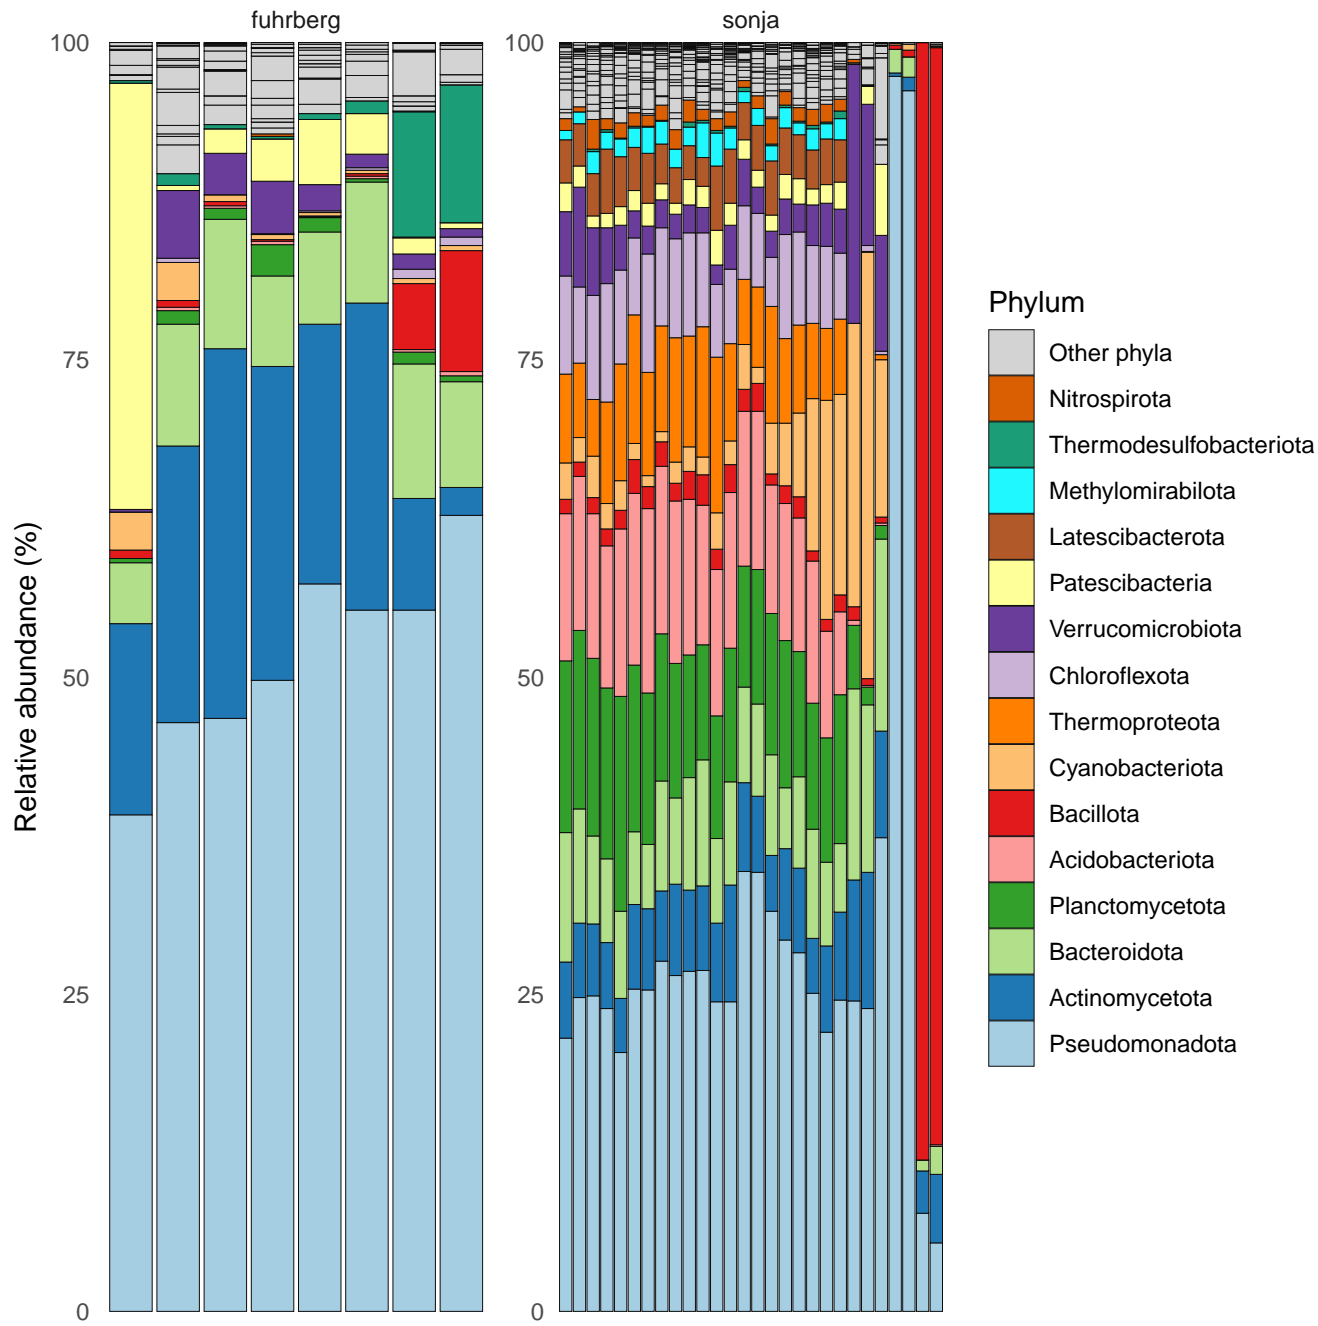 fuhrberg
sonja
100
75
50
25
0
100
75
50
25
0
Relative abundance (%)
Phylum
Other phyla
Nitrospirota
Thermodesulfobacteriota
Methylomirabilota
Latescibacterota
Patescibacteria
Verrucomicrobiota
Chloroflexota
Thermoproteota
Cyanobacteriota
Bacillota
Acidobacteriota
Planctomycetota
Bacteroidota
Actinomycetota
Pseudomonadota